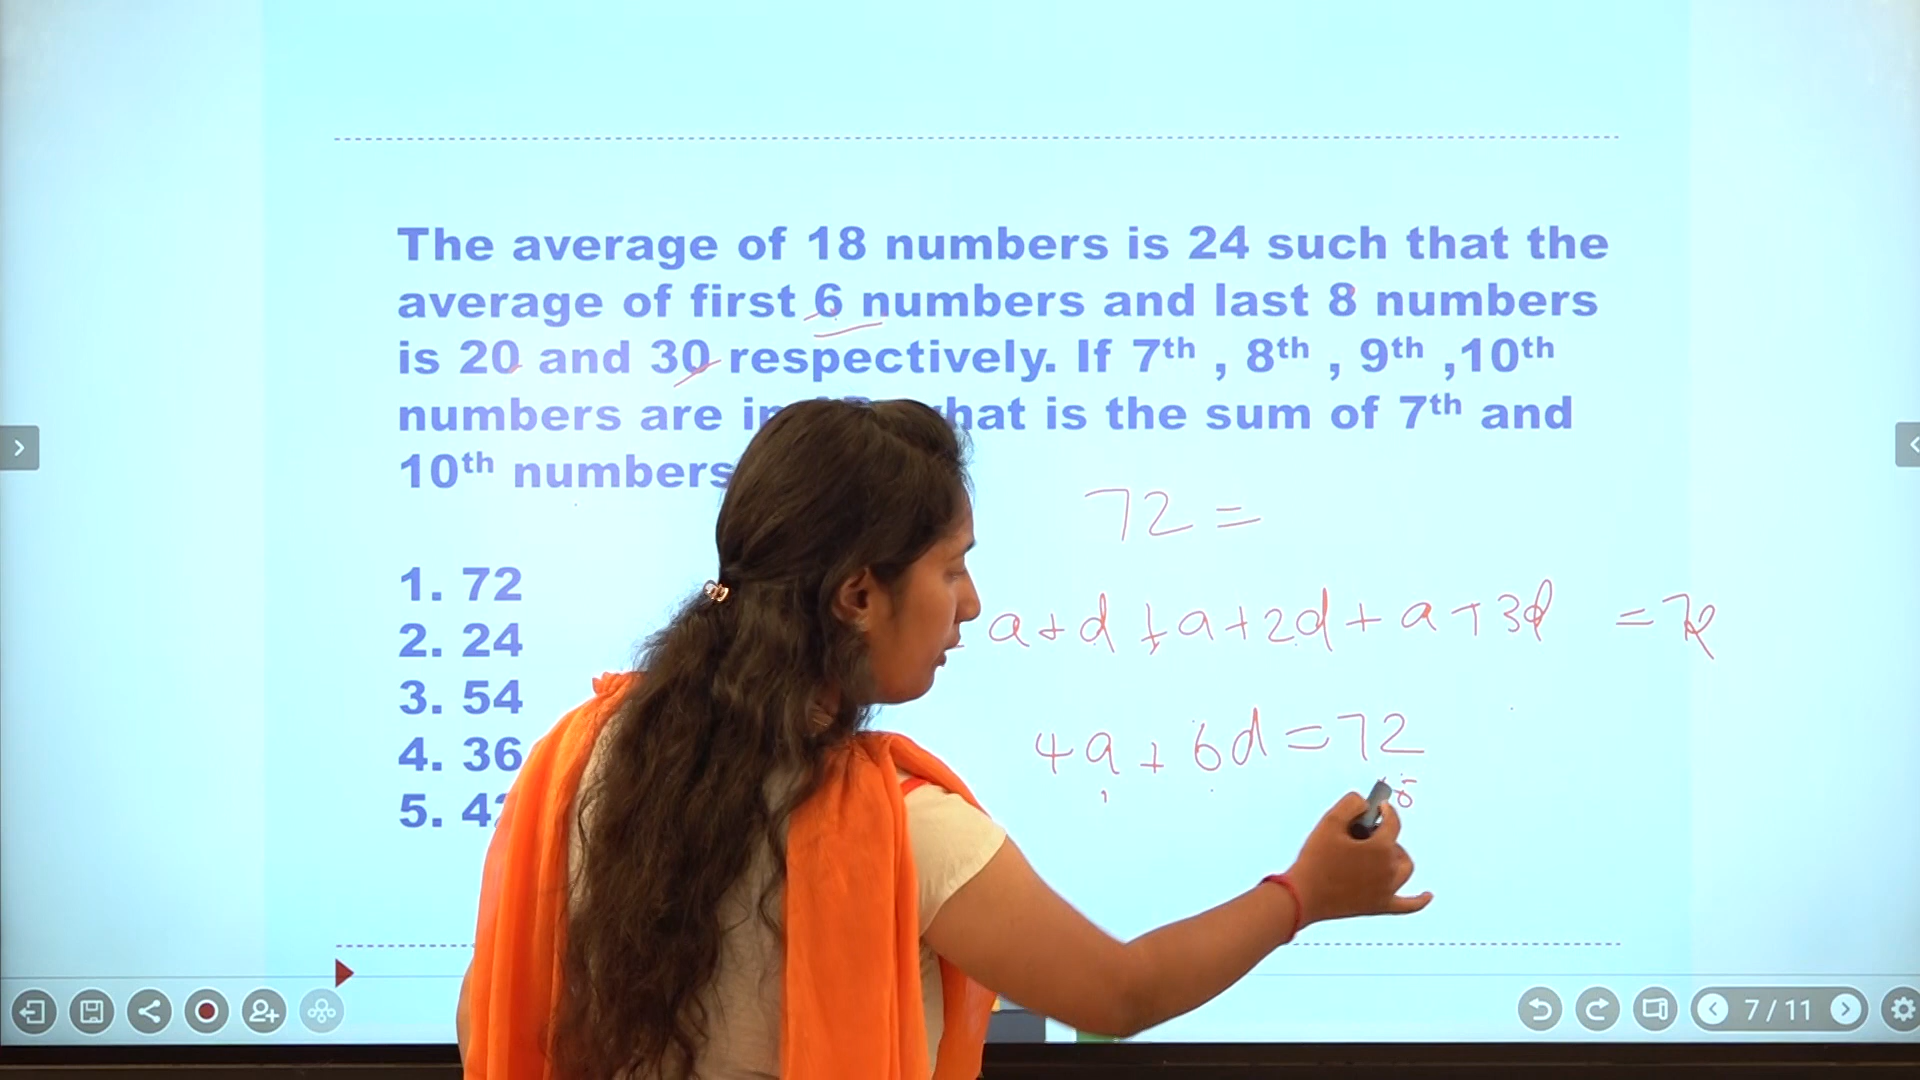 The average of 18 numbers is 24 such that the
average of first 6 numbers and last 8 numbers
is 20 and 30 respectively. If 7th , 8th , 9th ,10th
numbers are in what is the sum of 7th and
10th numbers
72 =
a + d + a + 2d + a + 3d = 72
4a + 6d = 72
1. 72
2. 24
3. 54
4. 36
5. 42
7 / 11